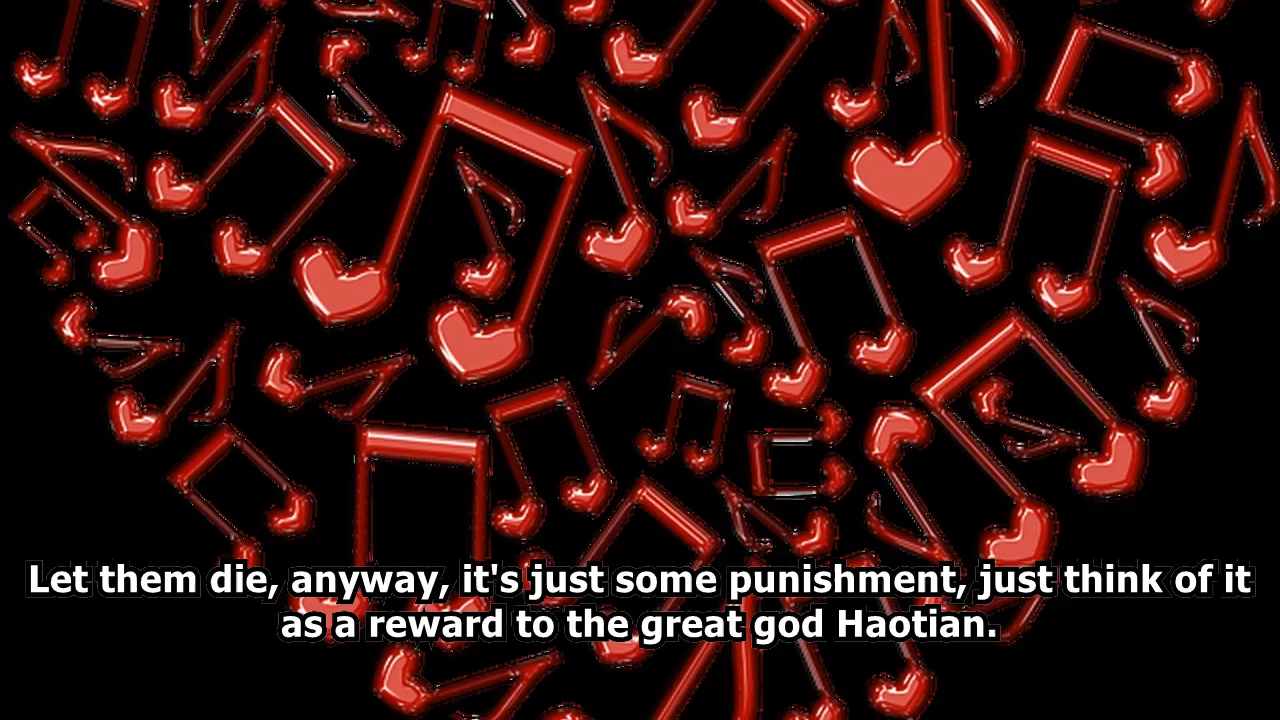 Let them die, anyway, it's just some punishment, just think of it
as a reward to the great god Haotian.